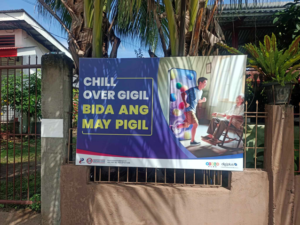 CHILL
OVER GIGIL
BIDA ANG
MAY PIGIL